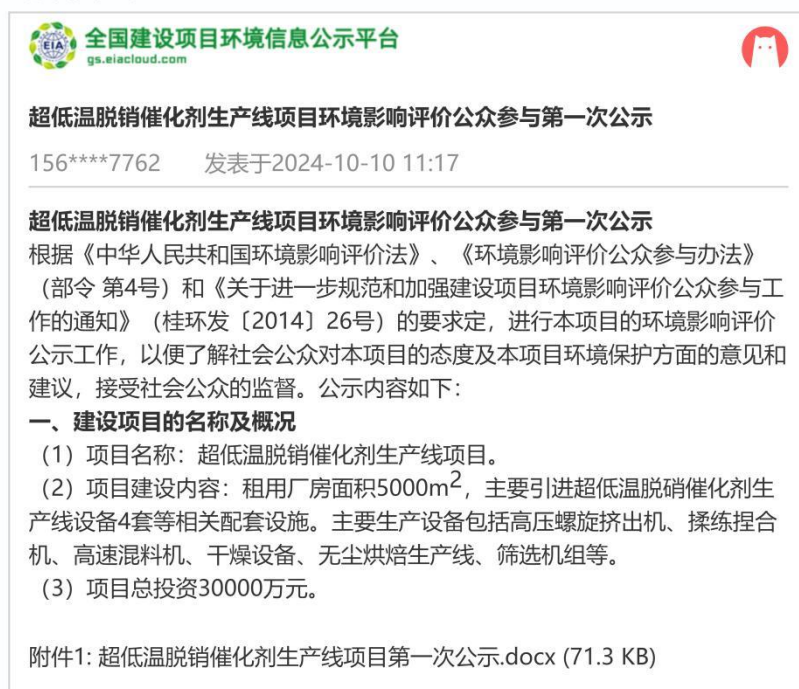 EIA
全国建设项目环境信息公示平台
gs.eiacloud.com
超低温脱销催化剂生产线项目环境影响评价公众参与第一次公示
156****7762 发表于2024-10-10 11:17
超低温脱销催化剂生产线项目环境影响评价公众参与第一次公示
根据《中华人民共和国环境影响评价法》、《环境影响评价公众参与办法》
（部令 第4号）和《关于进一步规范和加强建设项目环境影响评价公众参与工
作的通知》（桂环发〔2014〕26号）的要求定，进行本项目的环境影响评价
公示工作，以便了解社会公众对本项目的态度及本项目环境保护方面的意见和
建议，接受社会公众的监督。公示内容如下：
一、建设项目的名称及概况
（1）项目名称：超低温脱销催化剂生产线项目。
（2）项目建设内容：租用厂房面积5000m²，主要引进超低温脱硝催化剂生
产线设备4套等相关配套设施。主要生产设备包括高压螺旋挤出机、揉练捏合
机、高速混料机、干燥设备、无尘烘焙生产线、筛选机组等。
（3）项目总投资30000万元。
附件1: 超低温脱销催化剂生产线项目第一次公示.docx (71.3 KB)